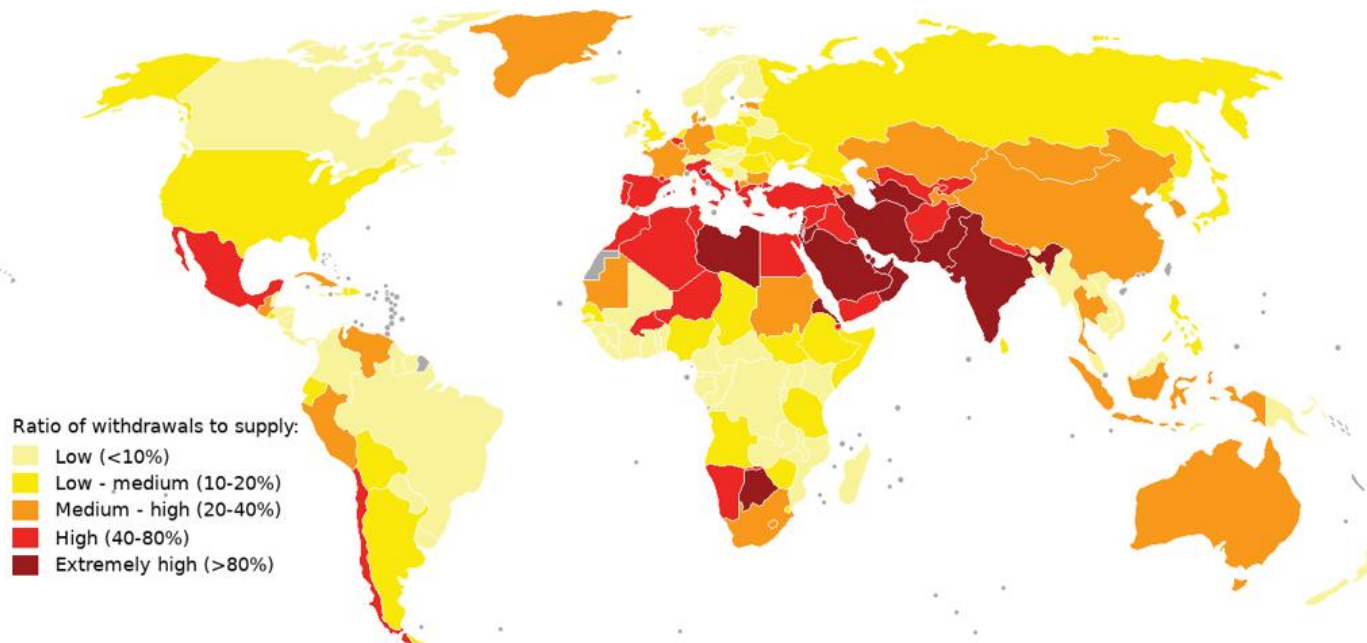 Ratio of withdrawals to supply:
Low (<10%)
Low - medium (10-20%)
Medium - high (20-40%)
High (40-80%)
Extremely high (>80%)